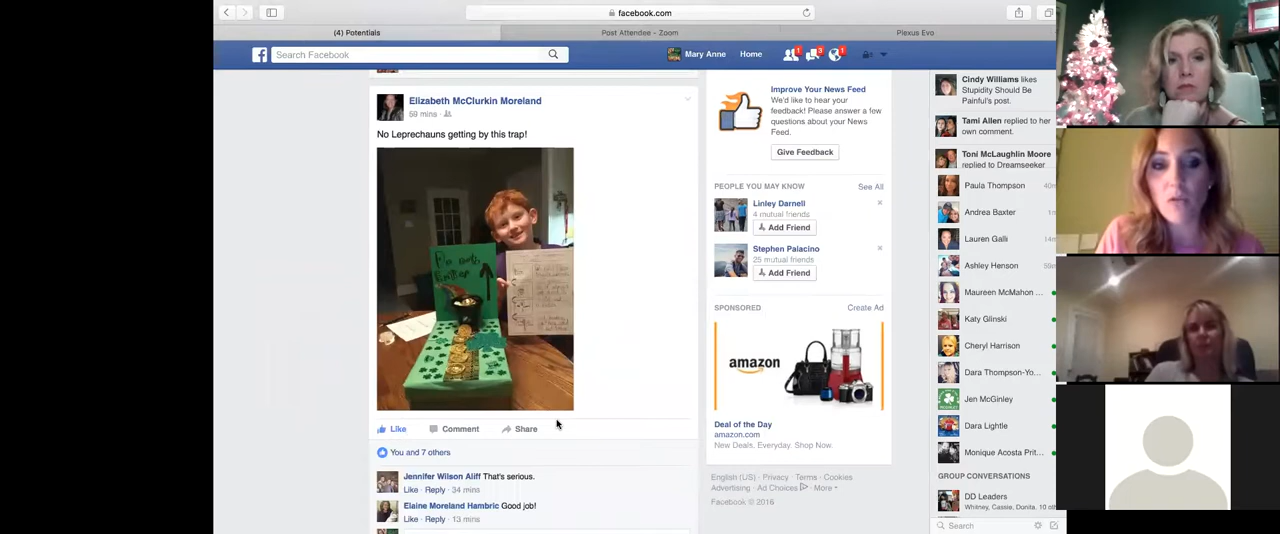 facebook.com
(4) Potentials
Post Attendee - Zoom
Plexus Evo
Search Facebook
Mary Anne
Home
1
3
1
Elizabeth McClurkin Moreland
59 mins
No Leprechauns getting by this trap!
Like
Comment
Share
You and 7 others
Jennifer Wilson Aliff That's serious.
Like · Reply · 34 mins
Elaine Moreland Hambric Good job!
Like · Reply · 13 mins
Improve Your News Feed
We'd like to hear your
feedback! Please answer a few
questions about your News
Feed.
Give Feedback
PEOPLE YOU MAY KNOW
See All
Linley Darnell
4 mutual friends
Add Friend
Stephen Palacino
25 mutual friends
Add Friend
SPONSORED
Create Ad
amazon
Deal of the Day
amazon.com
New Deals. Everyday. Shop Now.
English (US) · Privacy · Terms · Cookies
Advertising · Ad Choices · More
Facebook © 2016
Cindy Williams likes
Stupidity Should Be
Painful's post.
Tami Allen replied to her
own comment.
Toni McLaughlin Moore
replied to Dreamseeker
Paula Thompson
Andrea Baxter
Lauren Galli
Ashley Henson
Maureen McMahon ...
Katy Glinski
Cheryl Harrison
Dara Thompson-Yo...
Jen McGinley
Dara Lightle
Monique Acosta Prit...
GROUP CONVERSATIONS
DD Leaders
Whitney, Cassie, Donita, 10 ot
Search